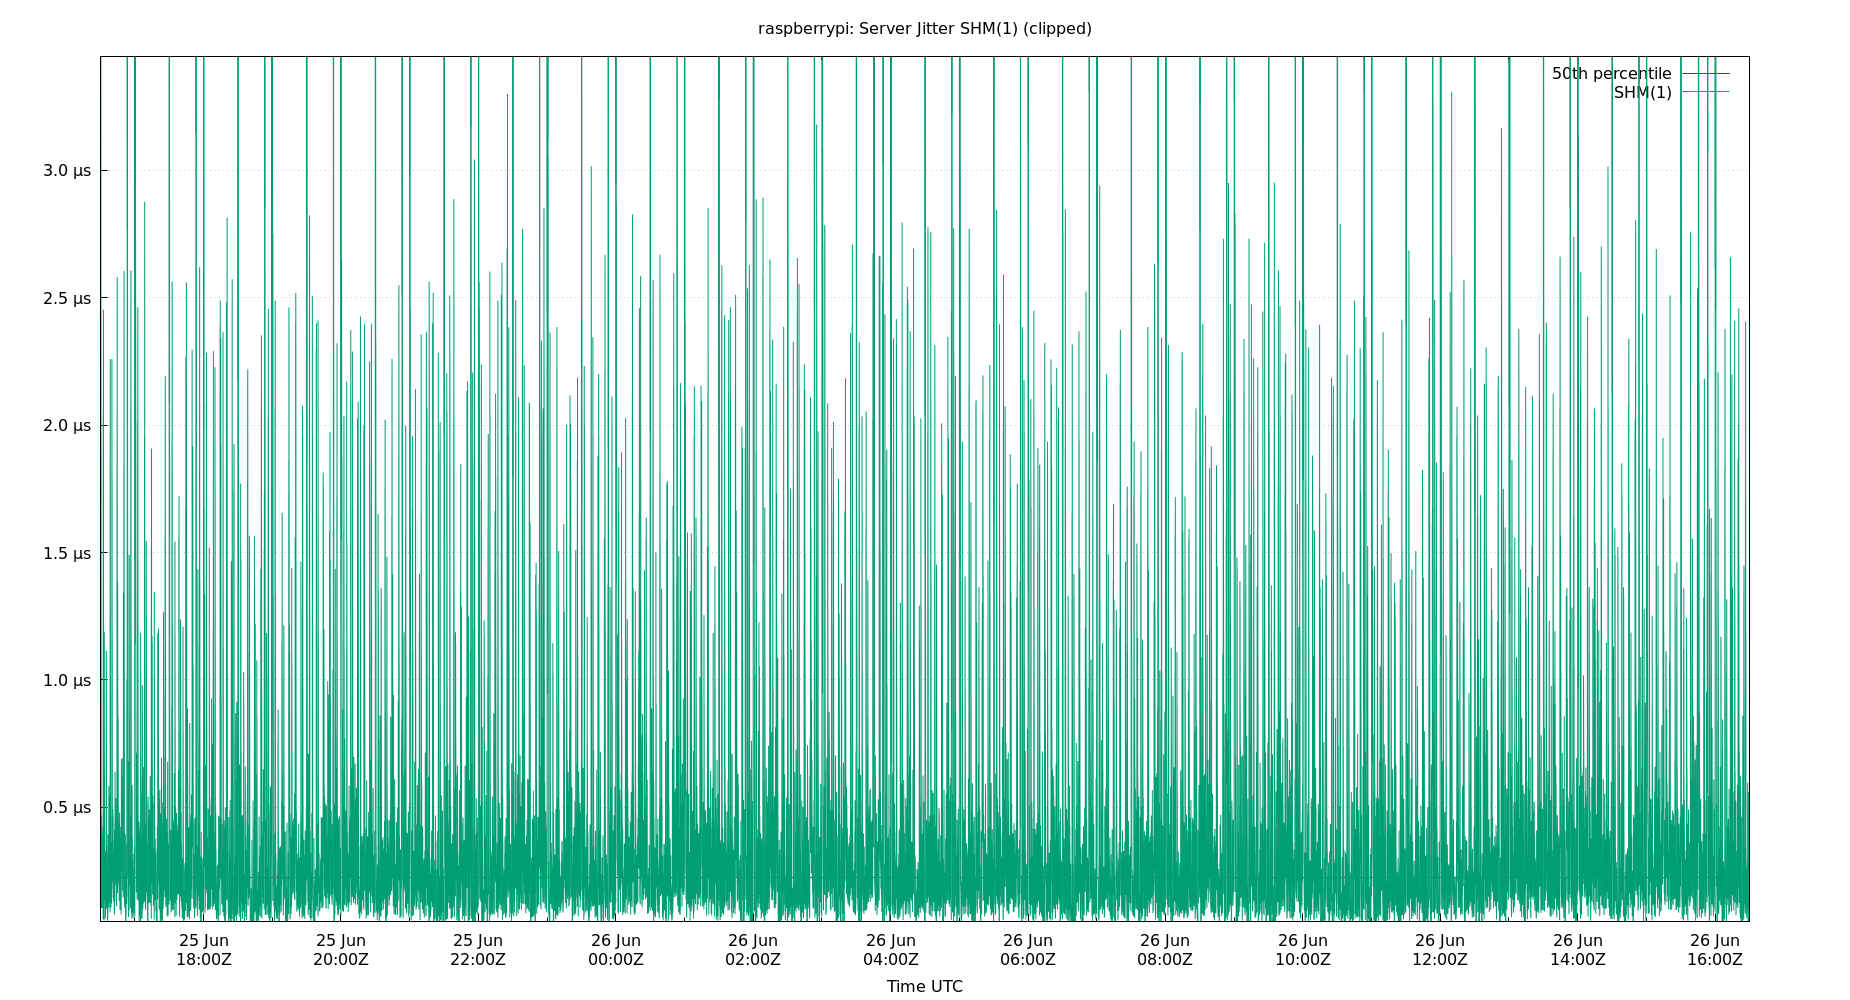 raspberrypi: Server Jitter SHM(1) (clipped)
50th percentile
SHM(1)
3.0 µs
2.5 µs
2.0 µs
1.5 µs
1.0 µs
0.5 µs
25 Jun 25 Jun 25 Jun 26 Jun 26 Jun 26 Jun 26 Jun 26 Jun 26 Jun 26 Jun 26 Jun 26 Jun
18:00Z 20:00Z 22:00Z 00:00Z 02:00Z 04:00Z 06:00Z 08:00Z 10:00Z 12:00Z 14:00Z 16:00Z
Time UTC